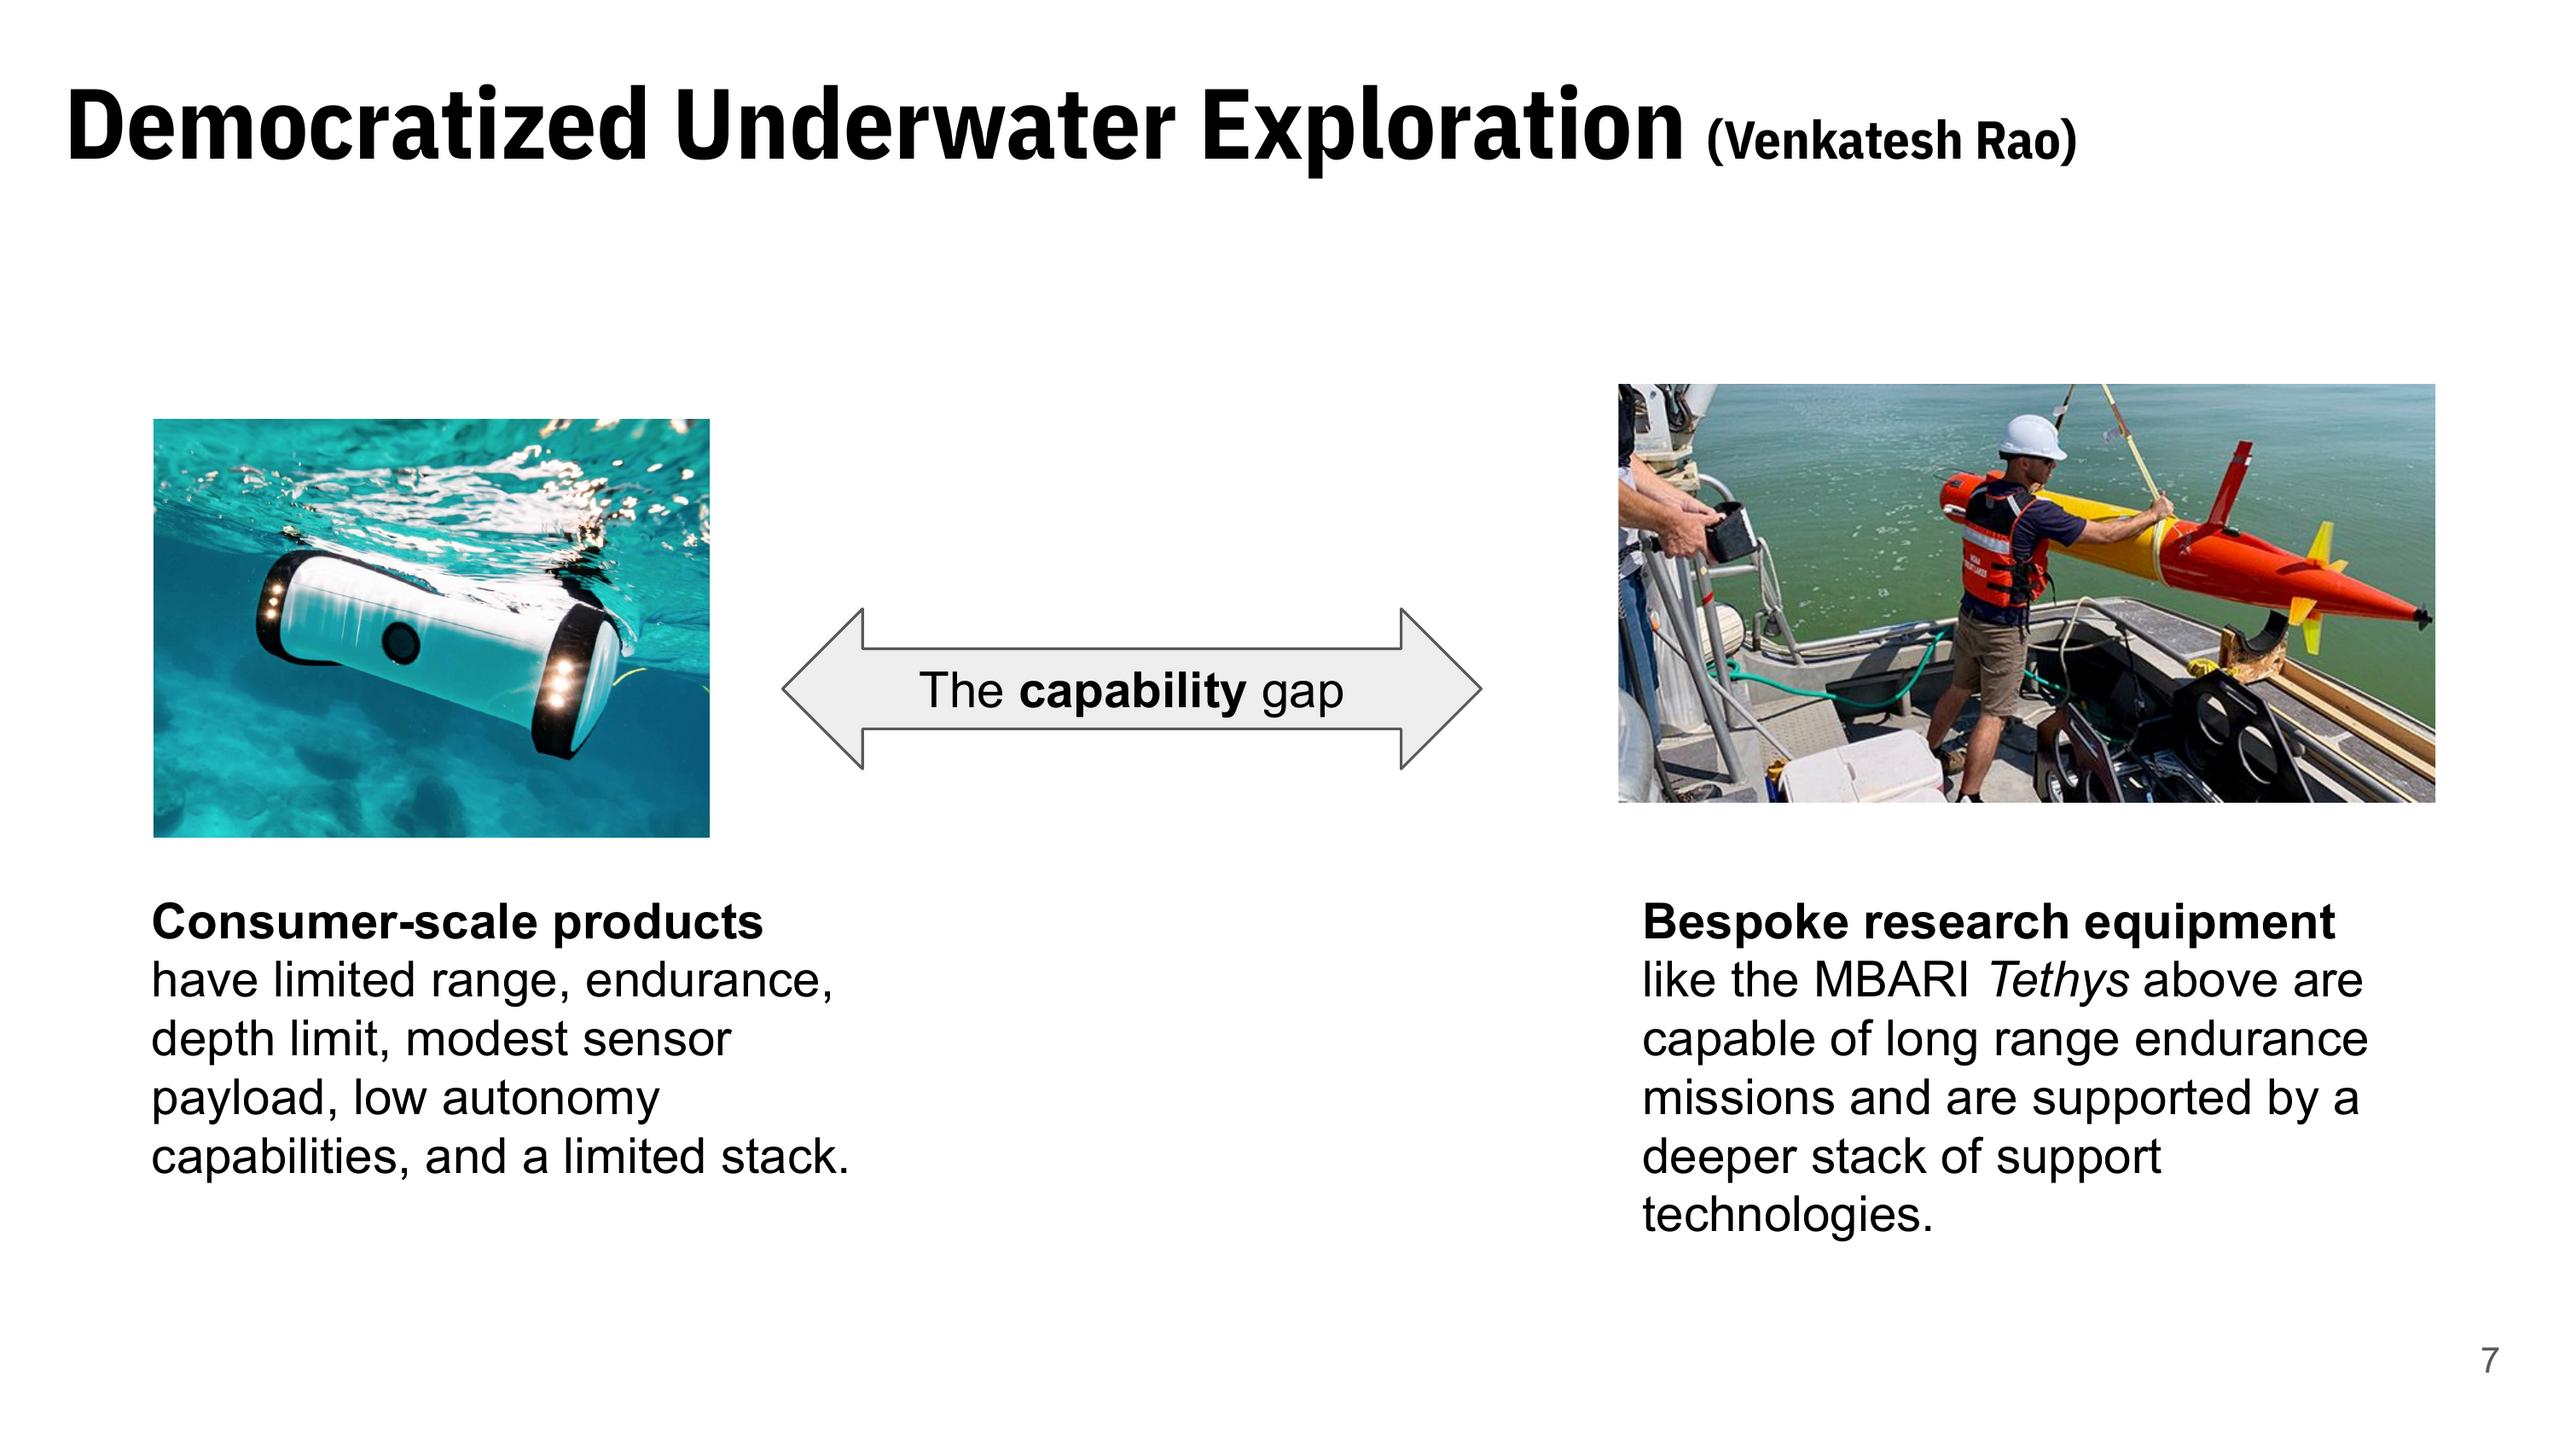 Democratized Underwater Exploration (Venkatesh Rao)
The capability gap
Consumer-scale products
have limited range, endurance,
depth limit, modest sensor
payload, low autonomy
capabilities, and a limited stack.
Bespoke research equipment
like the MBARI Tethys above are
capable of long range endurance
missions and are supported by a
deeper stack of support
technologies.
7